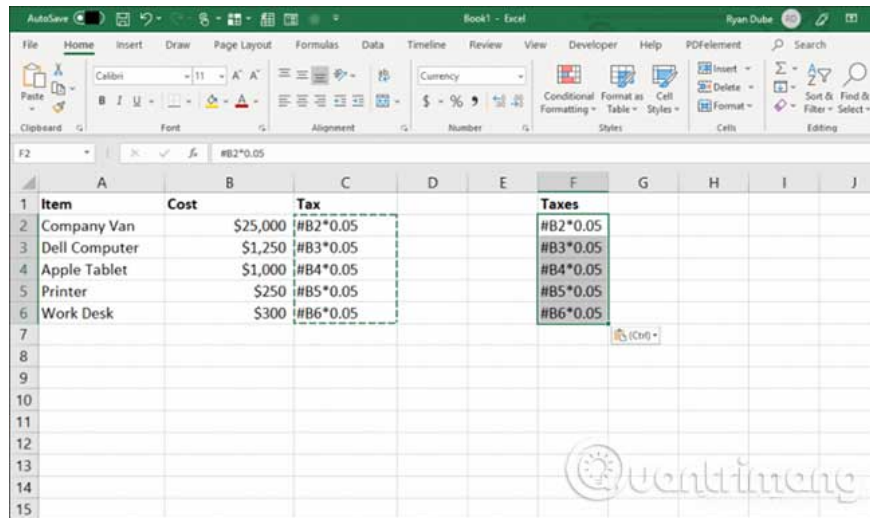 AutoSave Book1 - Excel Ryan Dube RD
File Home Insert Draw Page Layout Formulas Data Timeline Review View Developer Help PDFelement Search
Paste
Clipboard
Calibri 11 A A
B I U A
Font
Alignment
Currency
$ % 9
Number
Conditional Formatting Format as Table Cell Styles
Styles
Insert
Delete
Format
Cells
Sort & Filter Find & Select
Editing
F2 fx #B2*0.05
A B C D E F G H I J
1 Item Cost Tax Taxes
2 Company Van $25,000 #B2*0.05 #B2*0.05
3 Dell Computer $1,250 #B3*0.05 #B3*0.05
4 Apple Tablet $1,000 #B4*0.05 #B4*0.05
5 Printer $250 #B5*0.05 #B5*0.05
6 Work Desk $300 #B6*0.05 #B6*0.05
7 (Ctrl)
8
9
10
11
12
13
14
15
Quantrimang